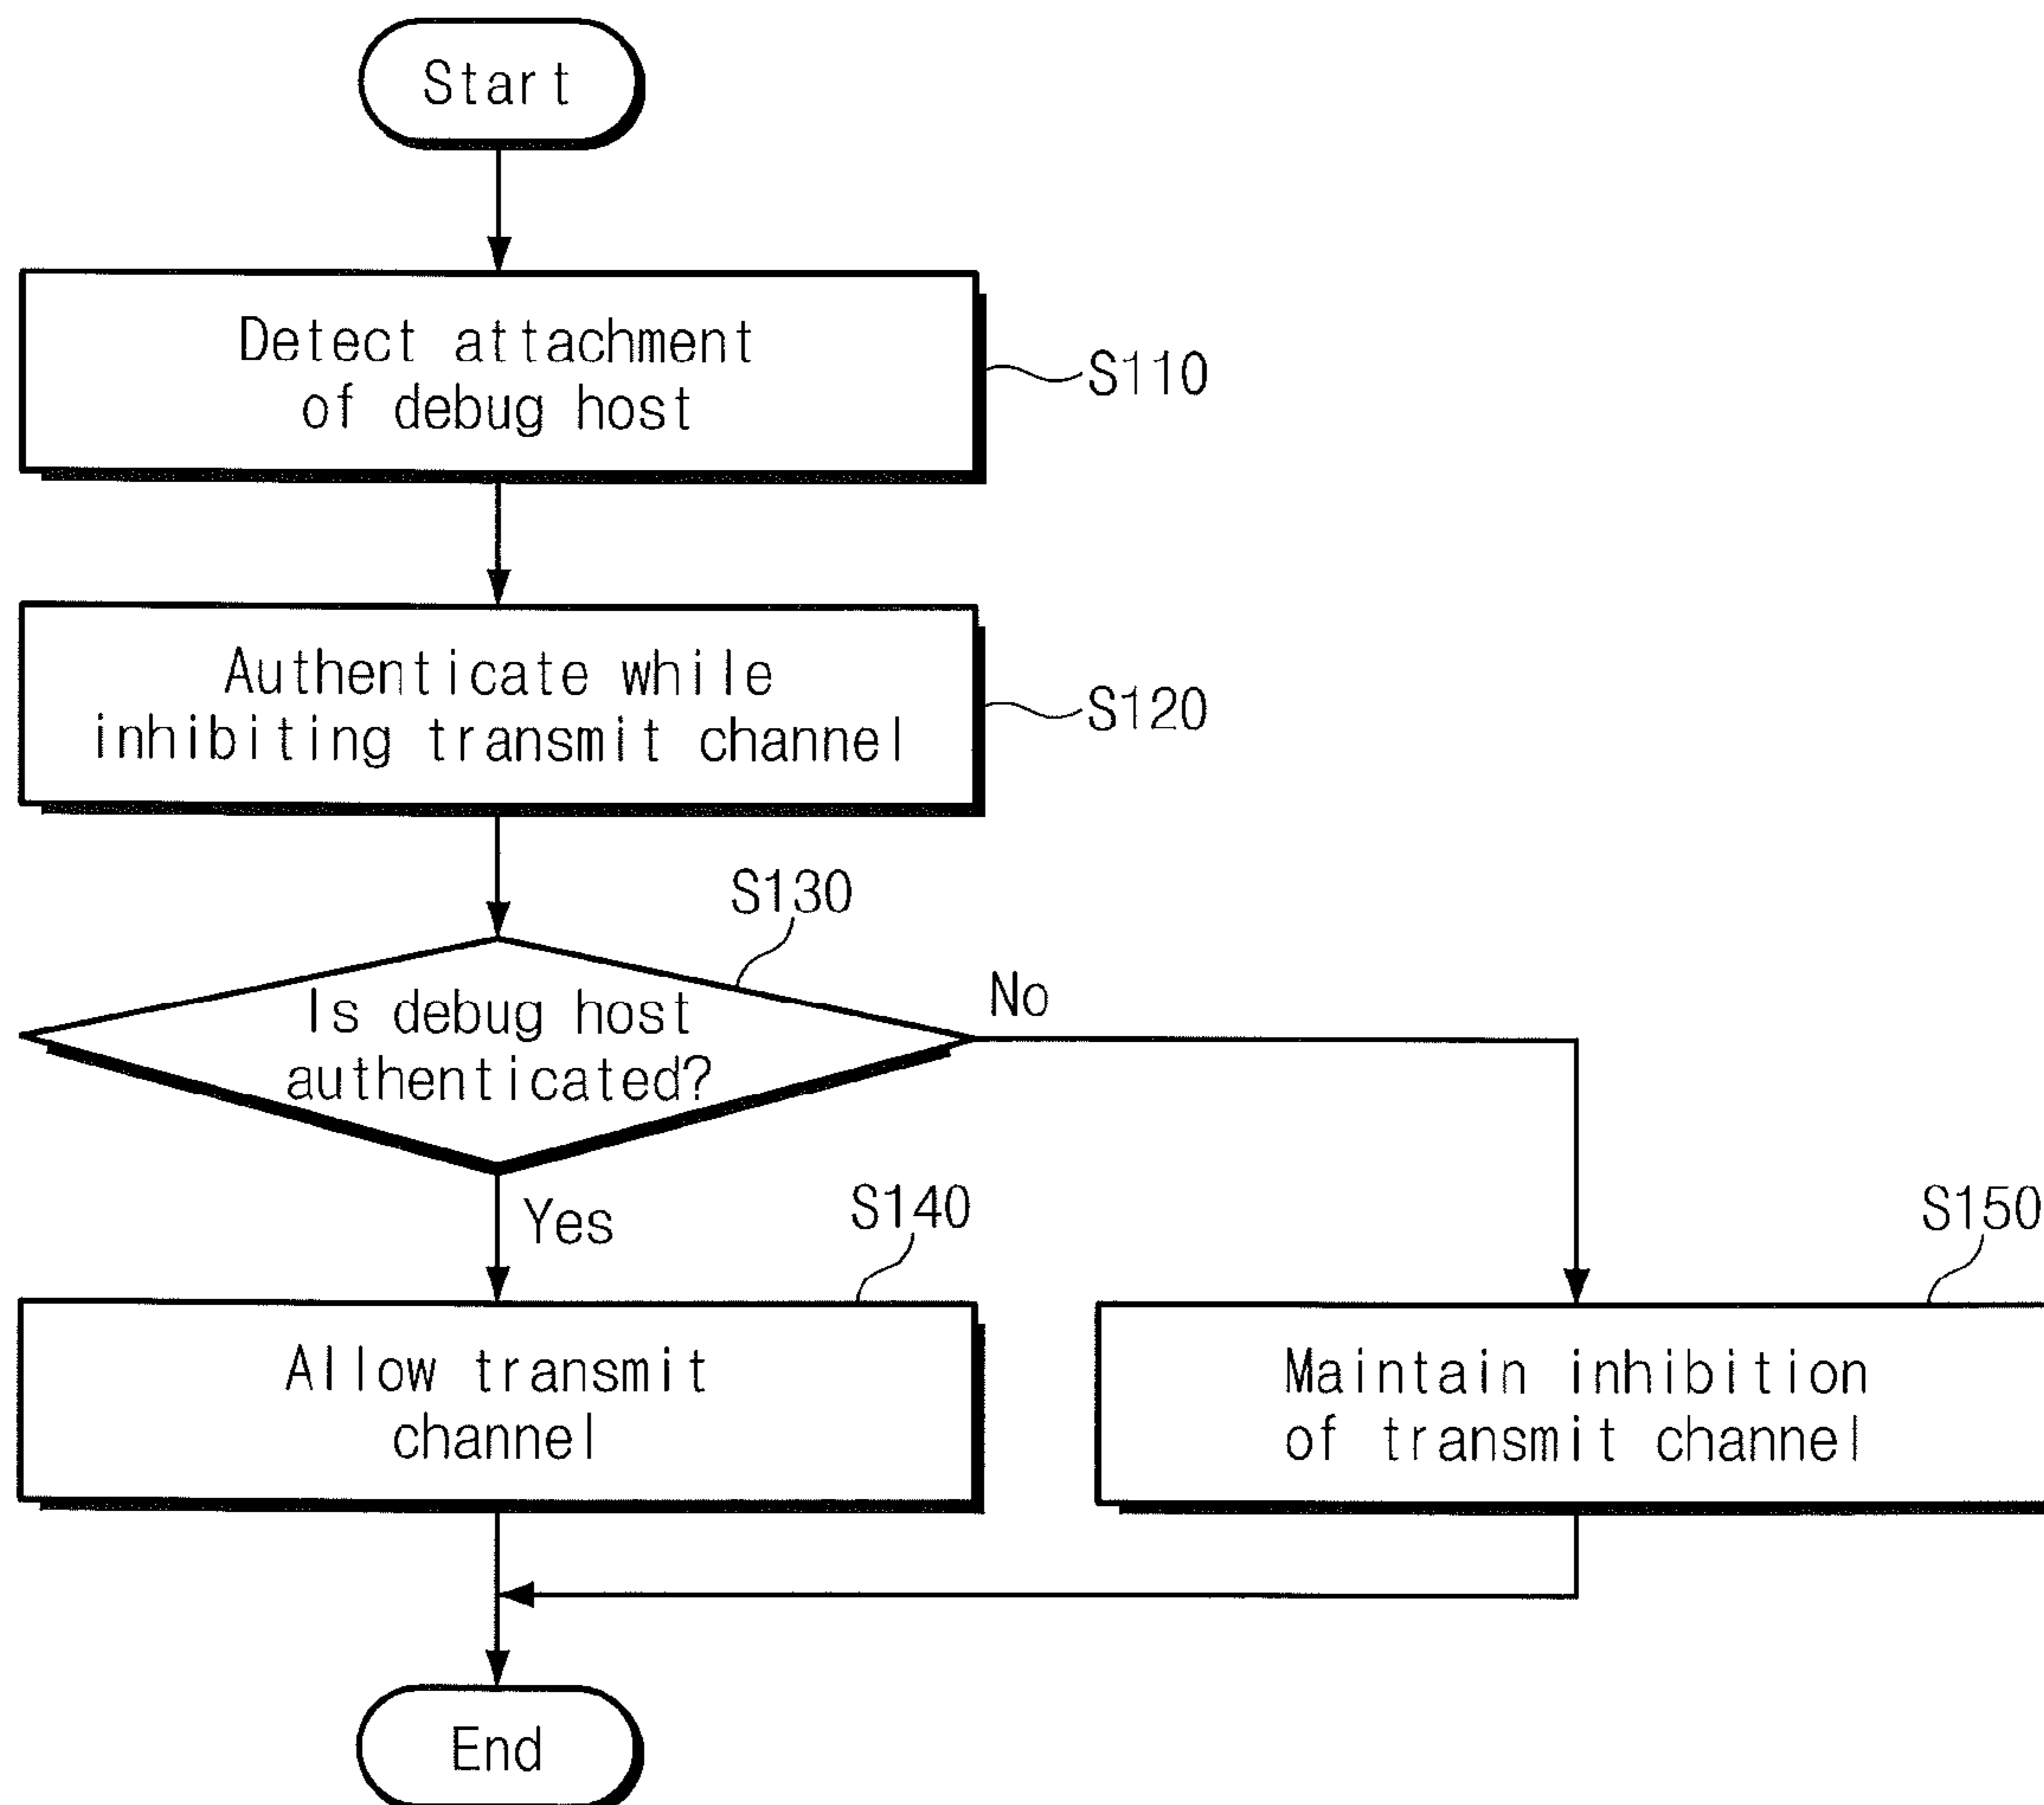 Start
Detect attachment
of debug host
S110
Authenticate while
inhibiting transmit channel
S120
S130
Is debug host
authenticated?
No
Yes
S140
S150
Allow transmit
channel
Maintain inhibition
of transmit channel
End